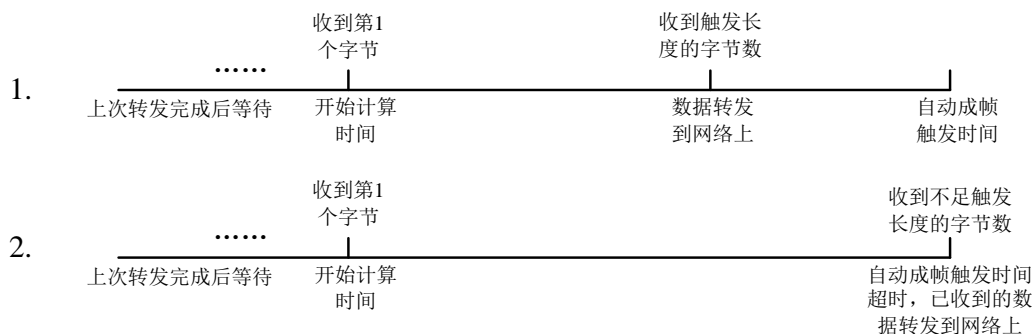 收到第1
个字节
收到触发长
度的字节数
……
1.
上次转发完成后等待
开始计算
时间
数据转发
到网络上
自动成帧
触发时间
收到第1
个字节
收到不足触发
长度的字节数
……
2.
上次转发完成后等待
开始计算
时间
自动成帧触发时间
超时，已收到的数
据转发到网络上